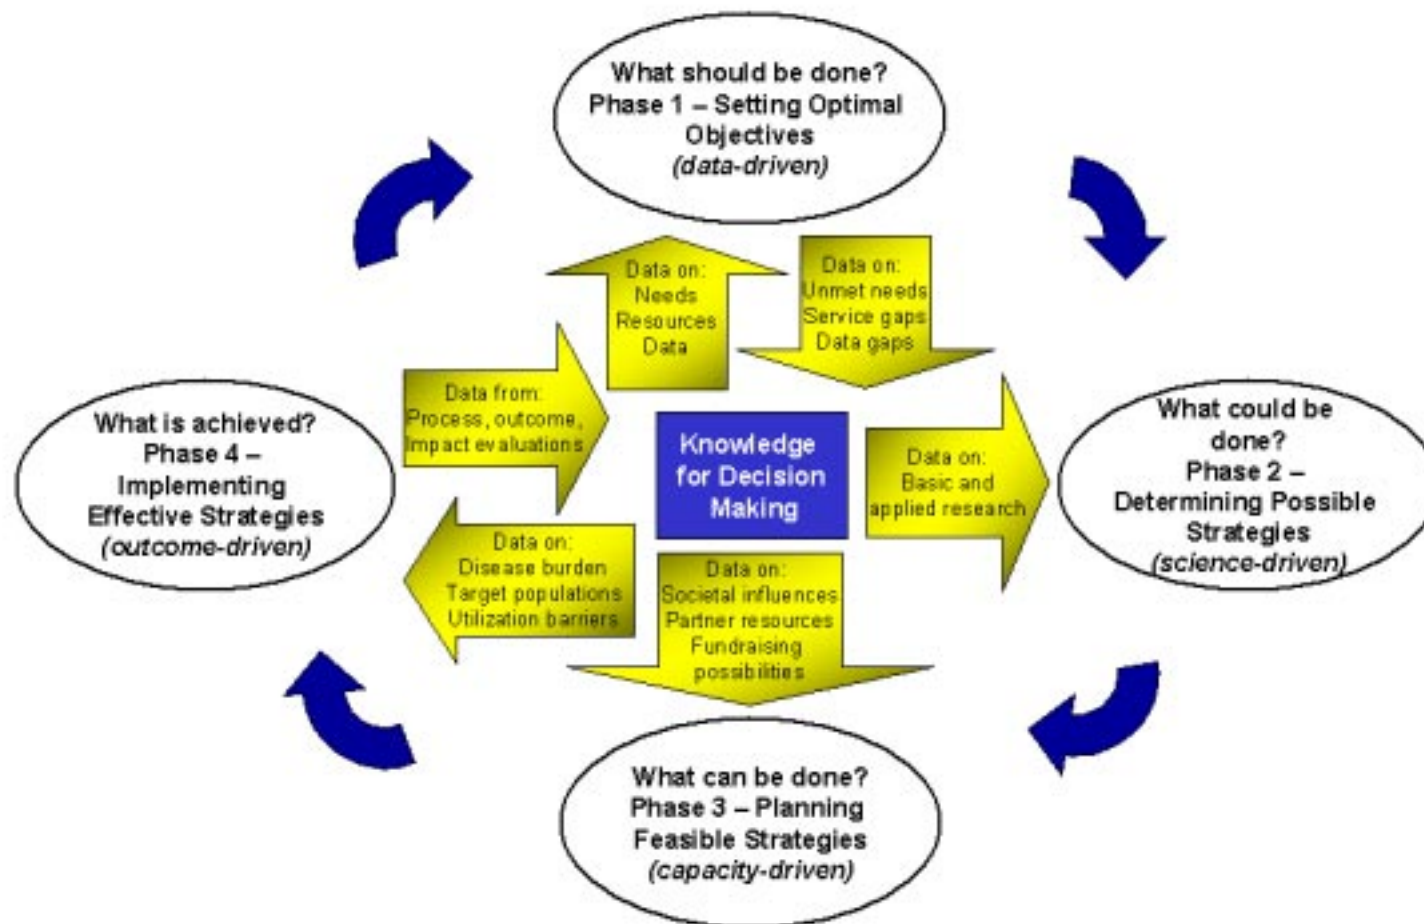 What should be done?
Phase 1 – Setting Optimal
Objectives
(data-driven)
Data on:
Needs
Resources
Data
Data on:
Unmet needs
Service gaps
Data gaps
Data from:
Process, outcome,
Impact evaluations
What is achieved?
Phase 4 –
Implementing
Effective Strategies
(outcome-driven)
Knowledge
for Decision
Making
Data on:
Basic and
applied research
What could be
done?
Phase 2 –
Determining Possible
Strategies
(science-driven)
Data on:
Disease burden
Target populations
Utilization barriers
Data on:
Societal influences
Partner resources
Fundraising
possibilities
What can be done?
Phase 3 – Planning
Feasible Strategies
(capacity-driven)